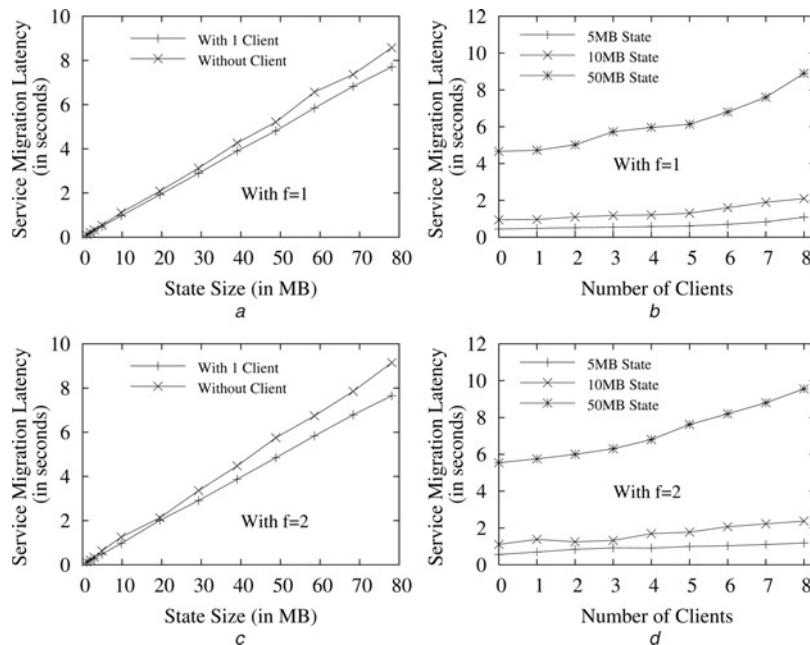 Service Migration Latency
(in seconds)
10
8
6
4
2
0
With 1 Client
Without Client
With f=1
0 10 20 30 40 50 60 70 80
State Size (in MB)
a
Service Migration Latency
(in seconds)
12
10
8
6
4
2
0
5MB State
10MB State
50MB State
With f=1
0 1 2 3 4 5 6 7 8
Number of Clients
b
Service Migration Latency
(in seconds)
10
8
6
4
2
0
With 1 Client
Without Client
With f=2
0 10 20 30 40 50 60 70 80
State Size (in MB)
c
Service Migration Latency
(in seconds)
12
10
8
6
4
2
0
5MB State
10MB State
50MB State
With f=2
0 1 2 3 4 5 6 7 8
Number of Clients
d